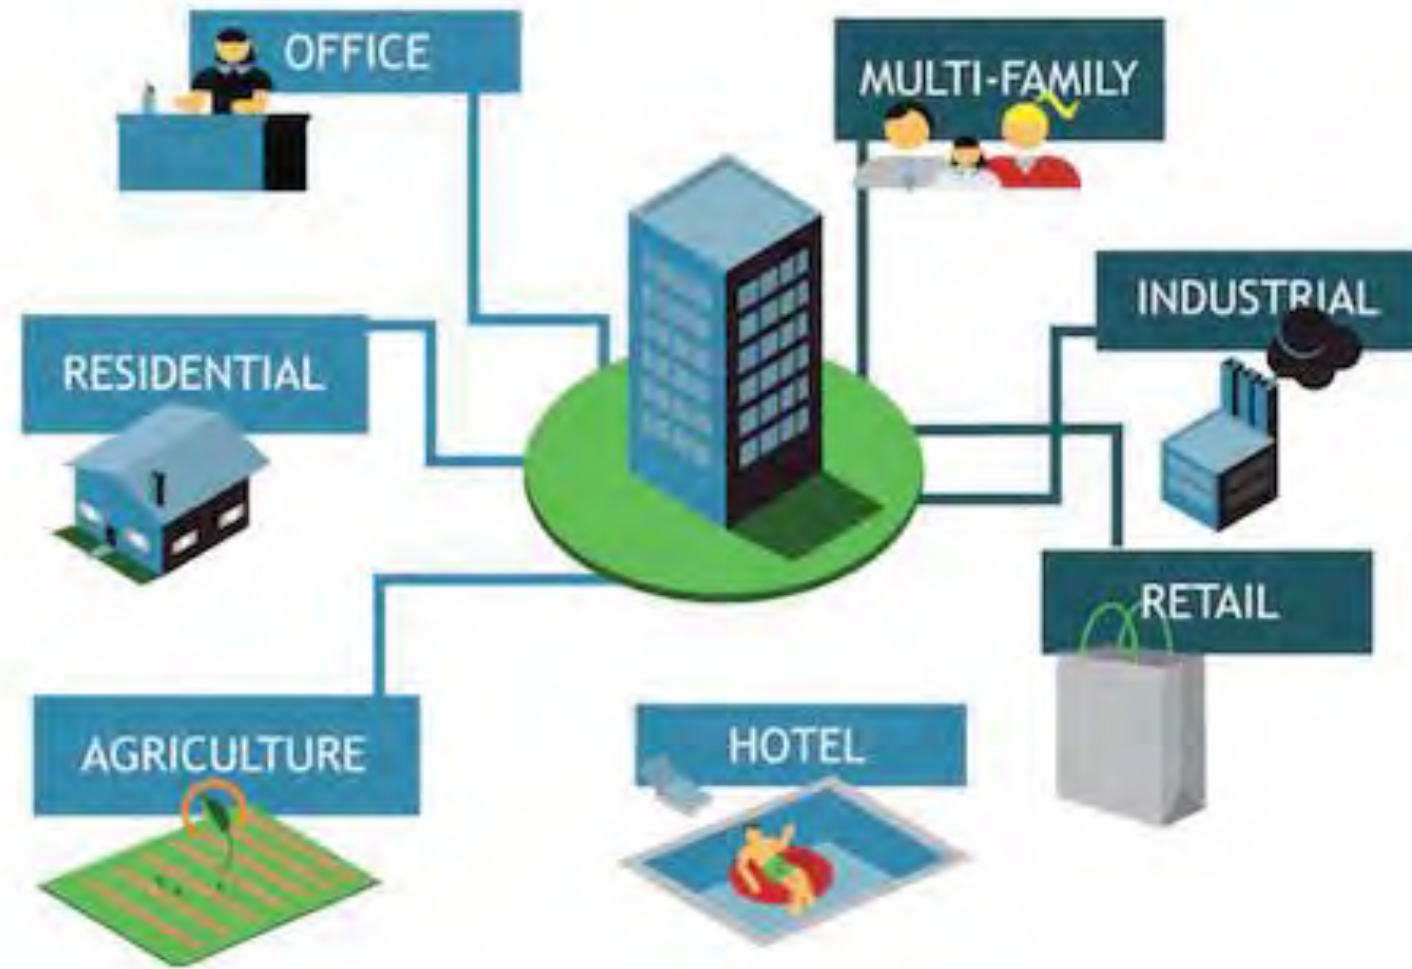 OFFICE
MULTI-FAMILY
INDUSTRIAL
RESIDENTIAL
RETAIL
AGRICULTURE
HOTEL